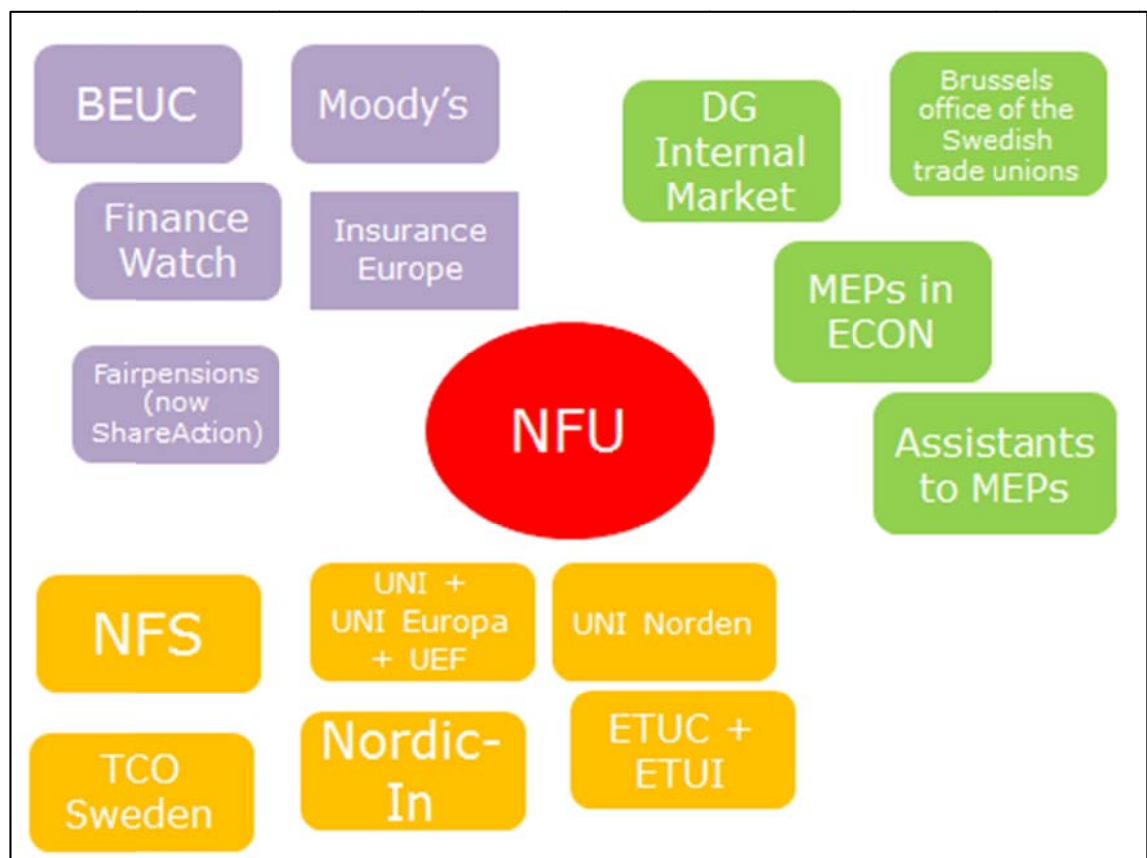 BEUC
Moody's
Finance
Watch
Insurance
Europe
Fairpensions
(now
ShareAction)
DG
Internal
Market
Brussels
office of the
Swedish
trade unions
MEPs in
ECON
Assistants
to MEPs
NFU
NFS
UNI +
UNI Europa
+ UEF
UNI Norden
TCO
Sweden
Nordic-
In
ETUC +
ETUI